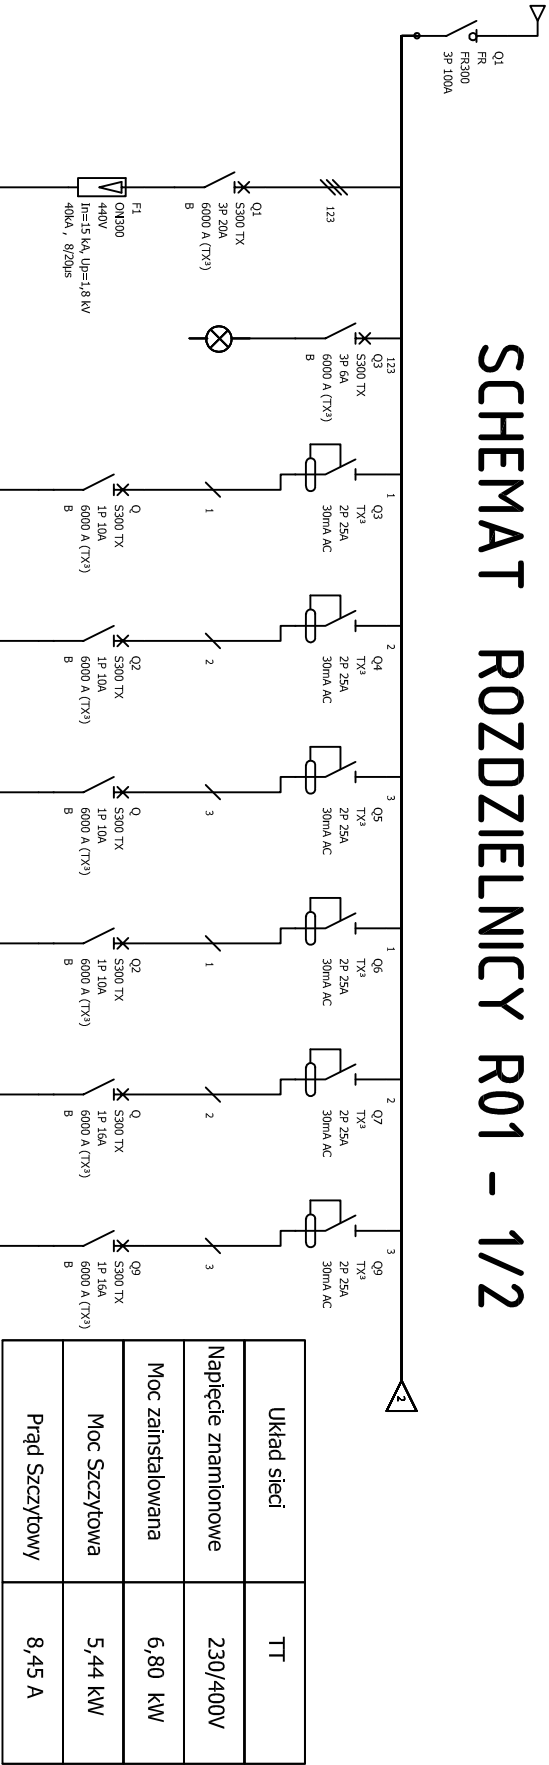 SCHEMAT ROZDZIELNICY R01 - 1/2
Q1
FR
FR300
3P 100A
123
Q1
S300 TX
3P 20A
6000 A (TX³)
B
F1
ON300
440V
In=15 kA, Up=1,8 kV
40kA , 8/20µs
123
Q3
S300 TX
3P 6A
6000 A (TX³)
B
1
Q3
TX³
2P 25A
30mA AC
1
Q
S300 TX
1P 10A
6000 A (TX³)
B
2
Q4
TX³
2P 25A
30mA AC
2
Q2
S300 TX
1P 10A
6000 A (TX³)
B
3
Q5
TX³
2P 25A
30mA AC
3
Q
S300 TX
1P 10A
6000 A (TX³)
B
1
Q6
TX³
2P 25A
30mA AC
1
Q2
S300 TX
1P 10A
6000 A (TX³)
B
2
Q7
TX³
2P 25A
30mA AC
2
Q
S300 TX
1P 16A
6000 A (TX³)
B
3
Q9
TX³
2P 25A
30mA AC
3
Q9
S300 TX
1P 16A
6000 A (TX³)
B
2
Układ sieci TT
Napięcie znamionowe 230/400V
Moc zainstalowana 6,80 kW
Moc Szczytowa 5,44 kW
Prąd Szczytowy 8,45 A